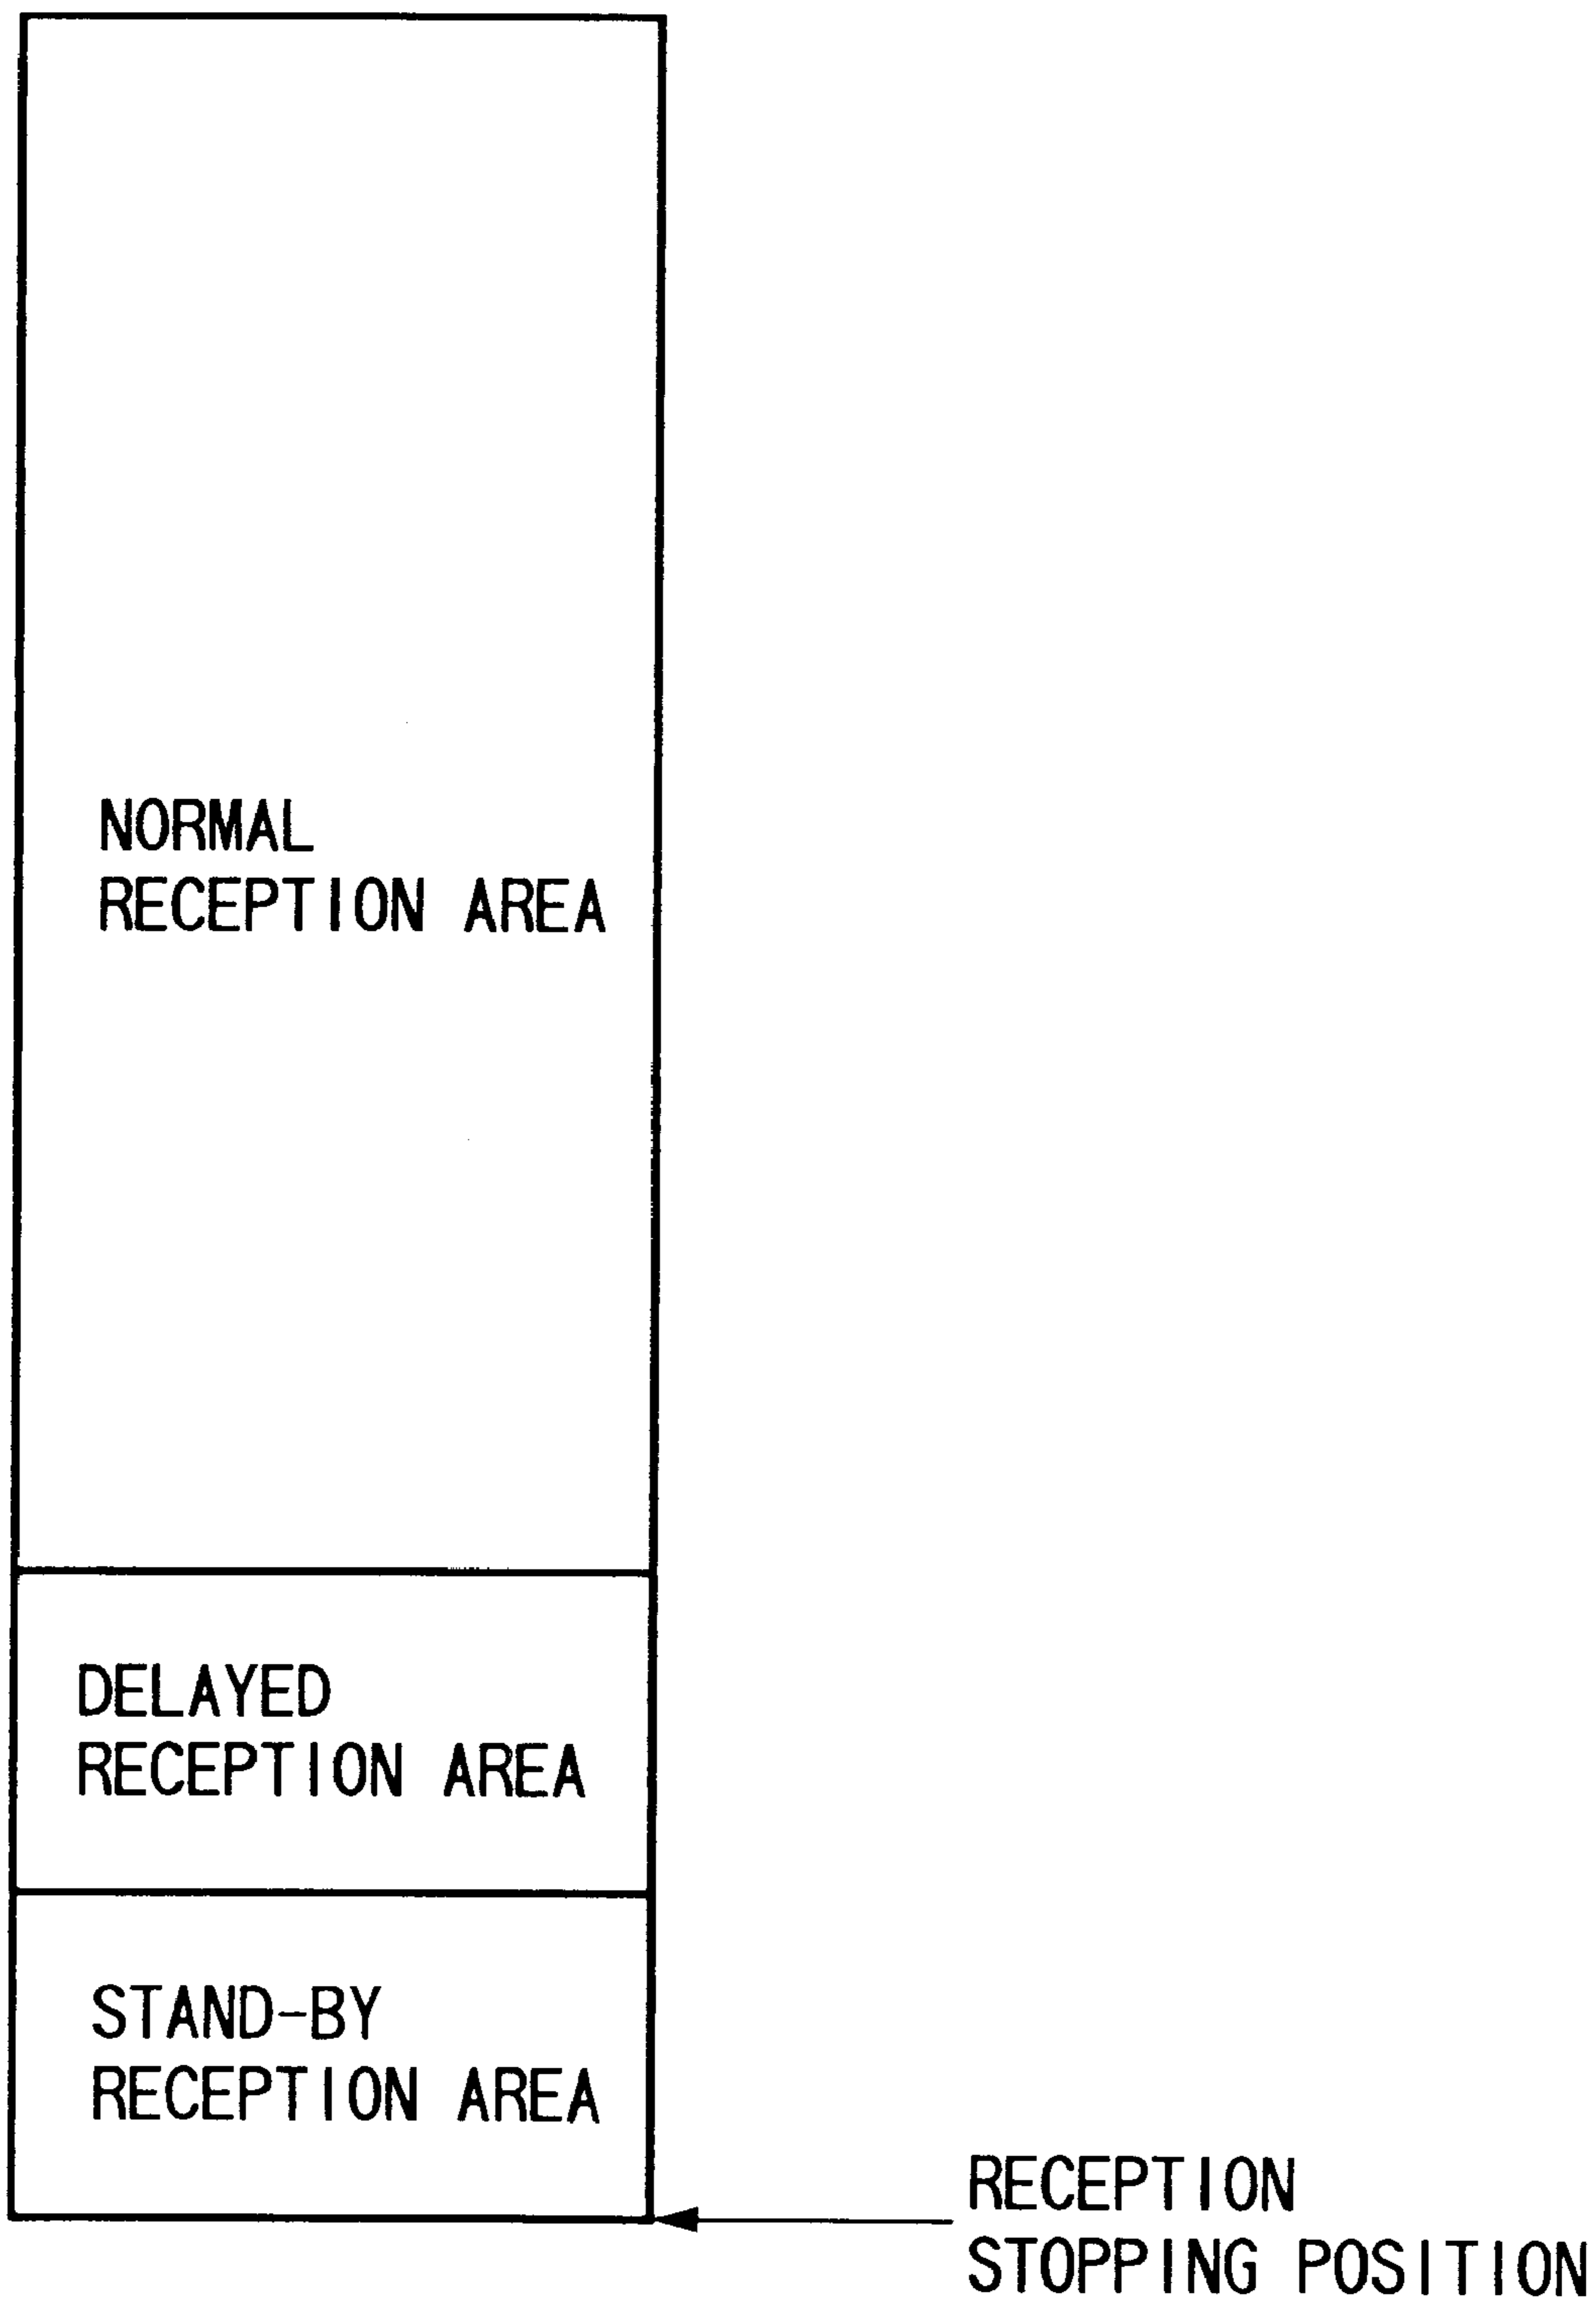 NORMAL
RECEPTION AREA
DELAYED
RECEPTION AREA
STAND-BY
RECEPTION AREA
RECEPTION
STOPPING POSITION